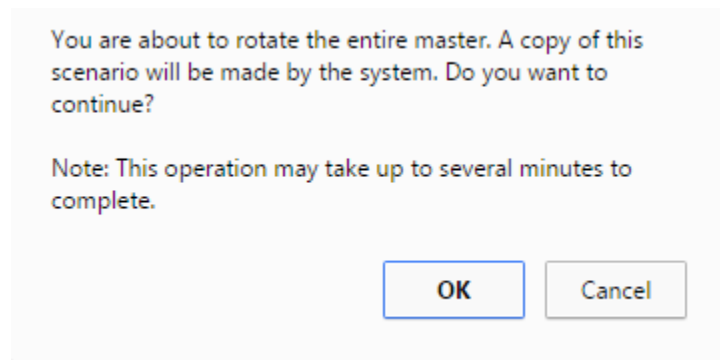 You are about to rotate the entire master. A copy of this
scenario will be made by the system. Do you want to
continue?
Note: This operation may take up to several minutes to
complete.
OK
Cancel